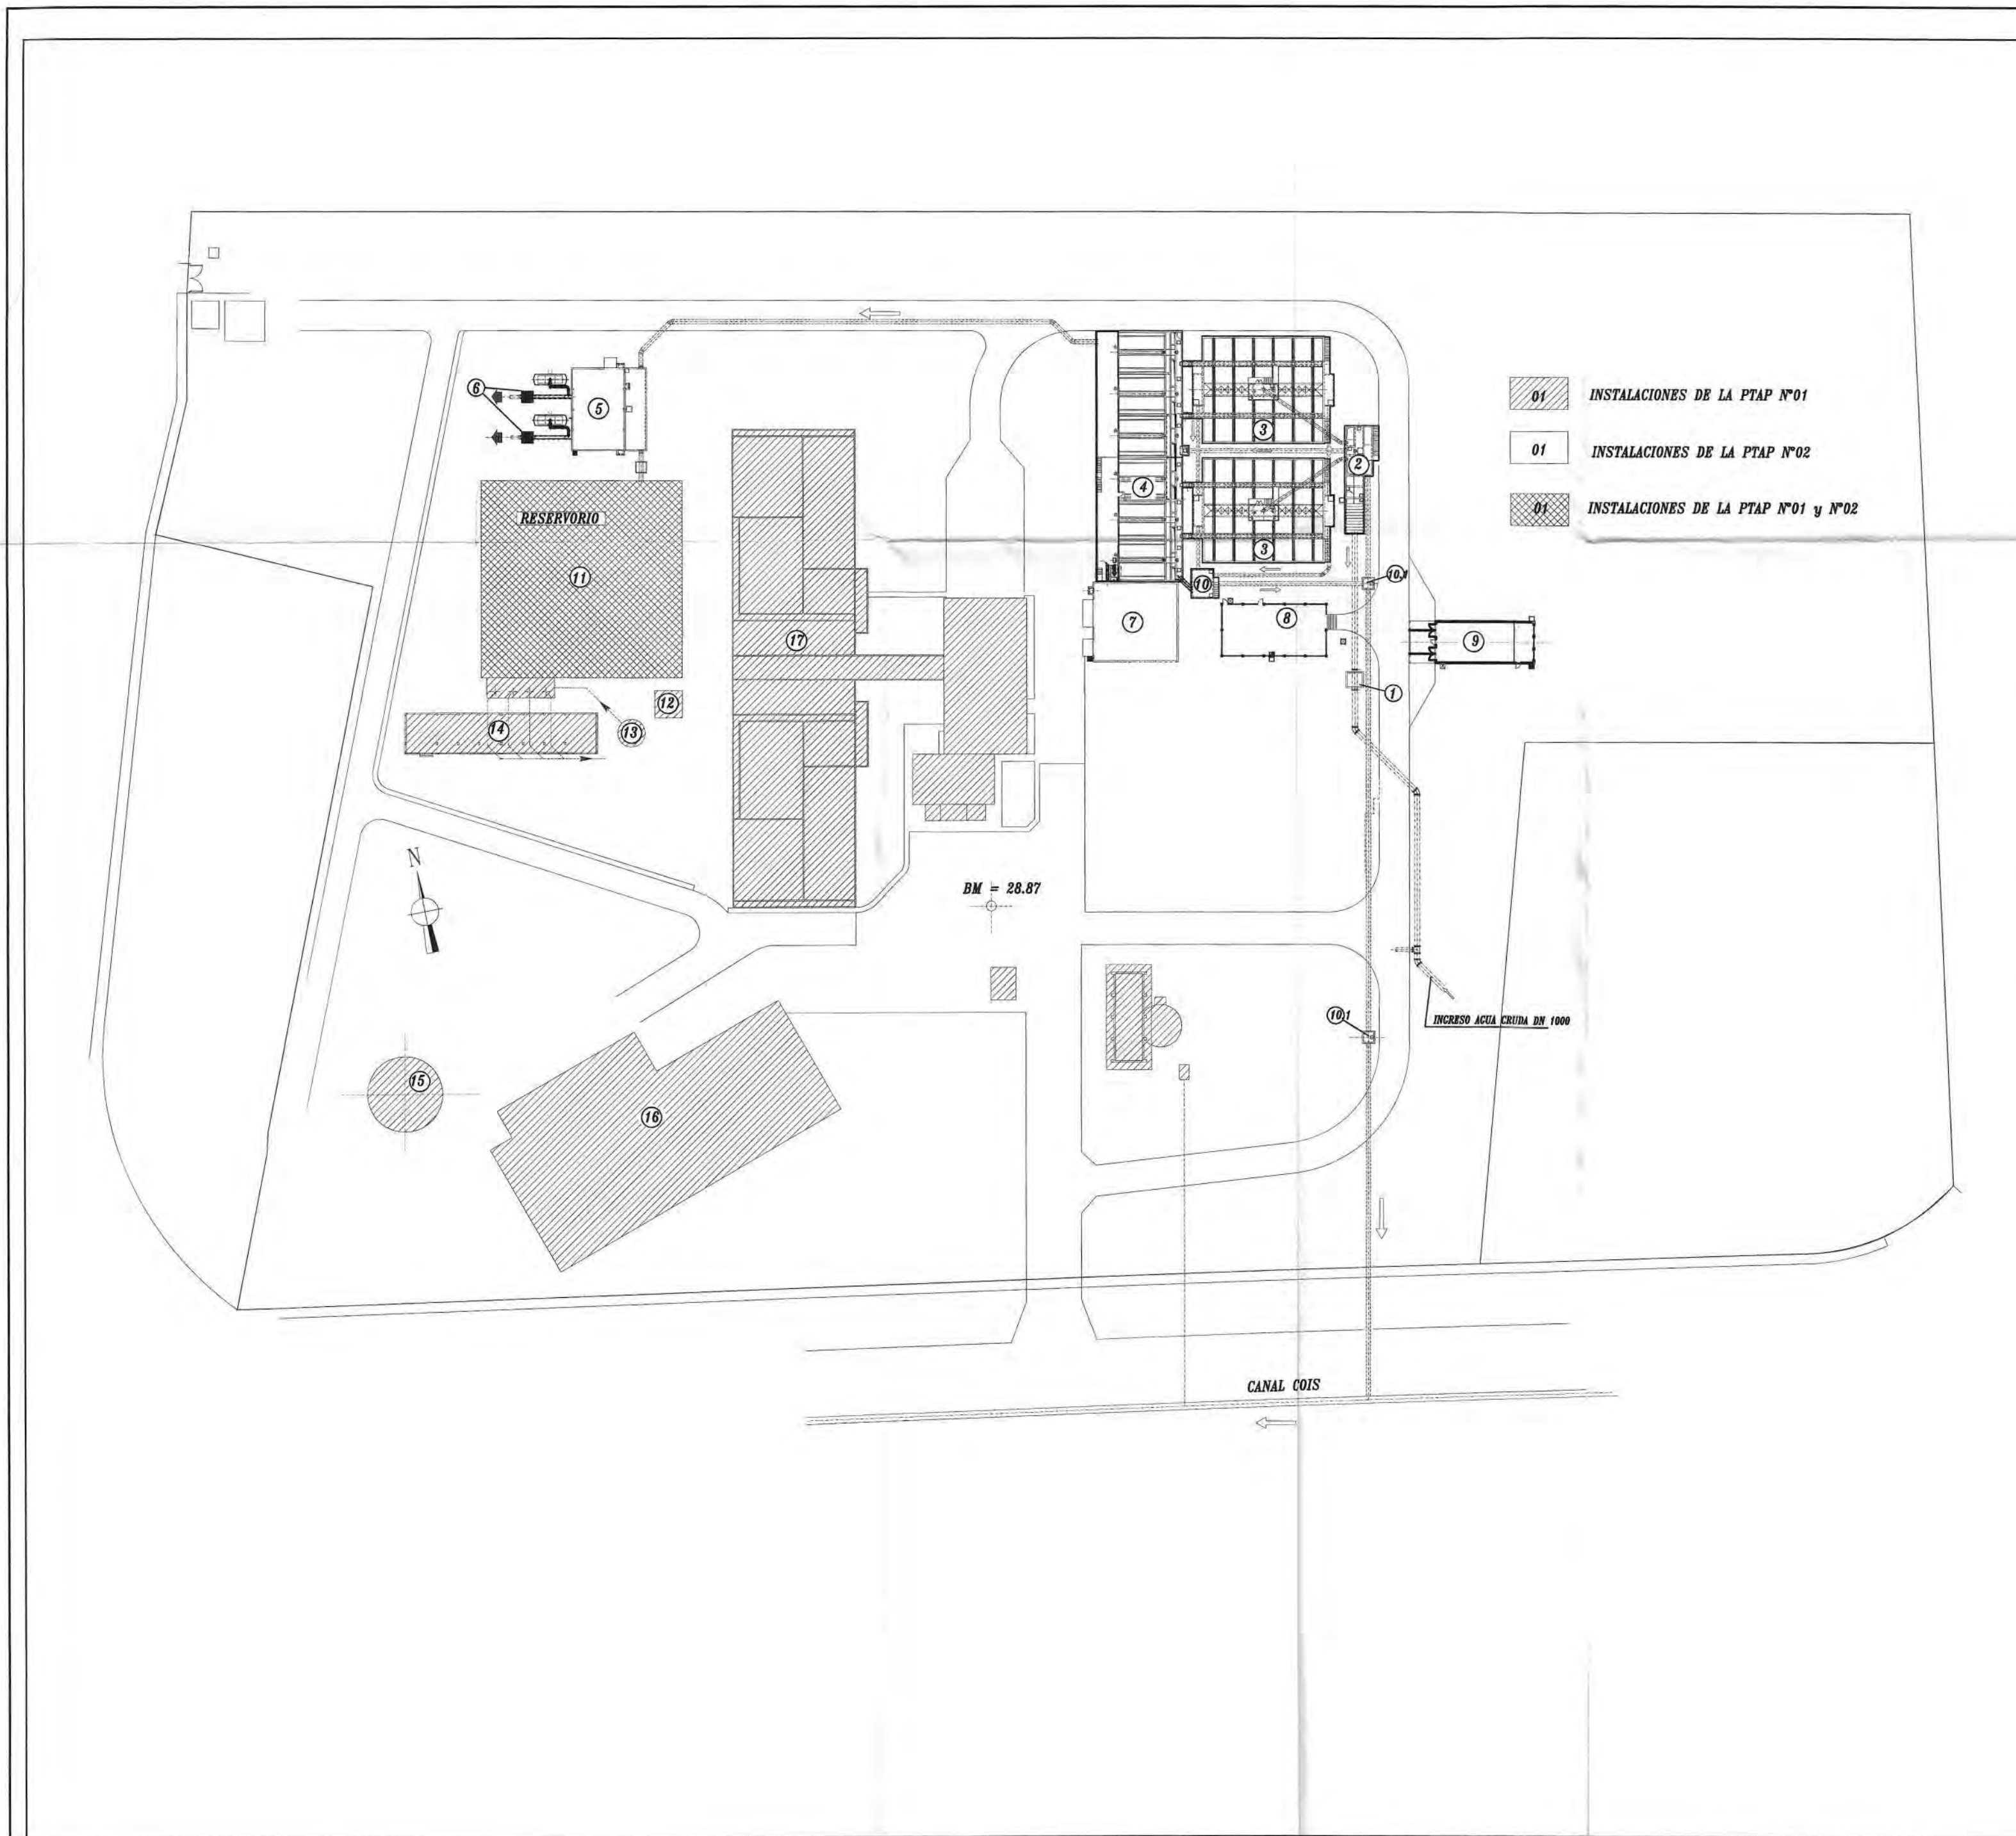 01 INSTALACIONES DE LA PTAP N°01
01 INSTALACIONES DE LA PTAP N°02
01 INSTALACIONES DE LA PTAP N°01 y N°02
6
5
3
2
4
3
RESERVORIO
11
10
10,1
7
8
9
17
1
12
13
14
N
BM = 28.87
INGRESO AGUA CRUDA DN 1000
10,1
15
16
CANAL COIS